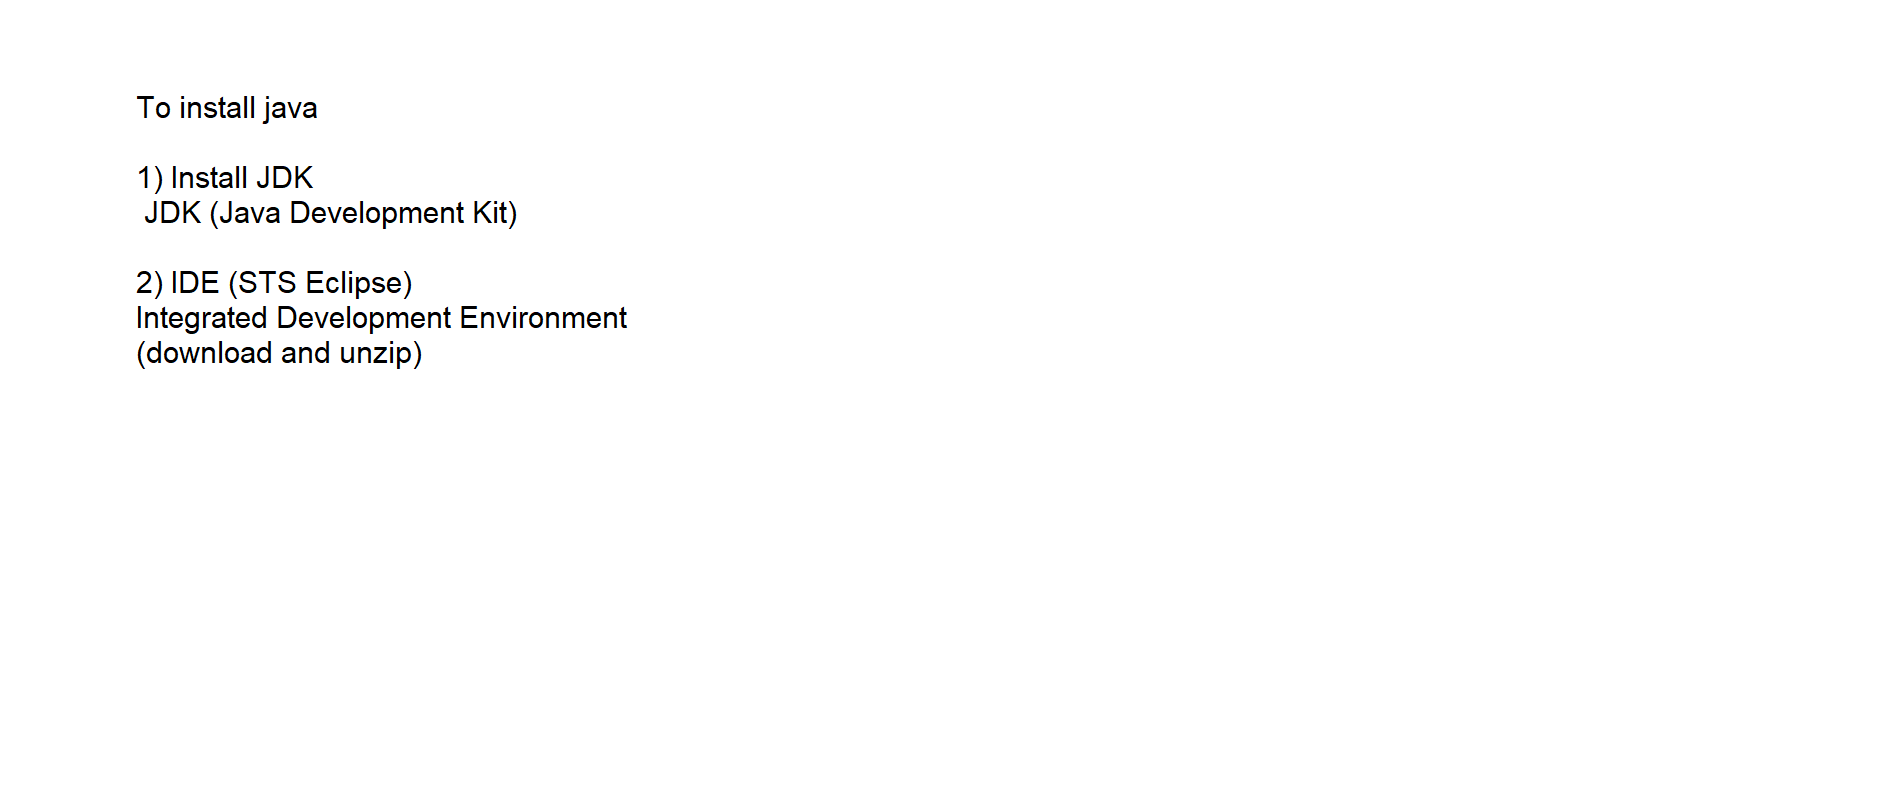 To install java
1) Install JDK
JDK (Java Development Kit)
2) IDE (STS Eclipse)
Integrated Development Environment
(download and unzip)